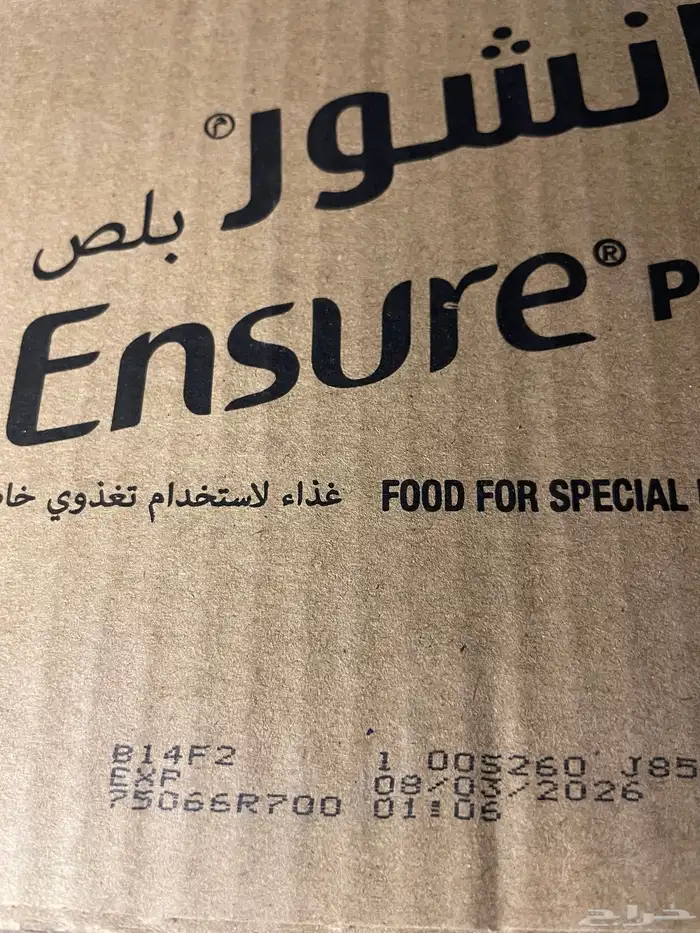 انشور®
بلص
Ensure® P
غذاء لاستخدام تغذوي FOOD FOR SPECIAL
B14F2 1 00S260 J85
EXP 08/03/2026
75066R700 01:06
حراج